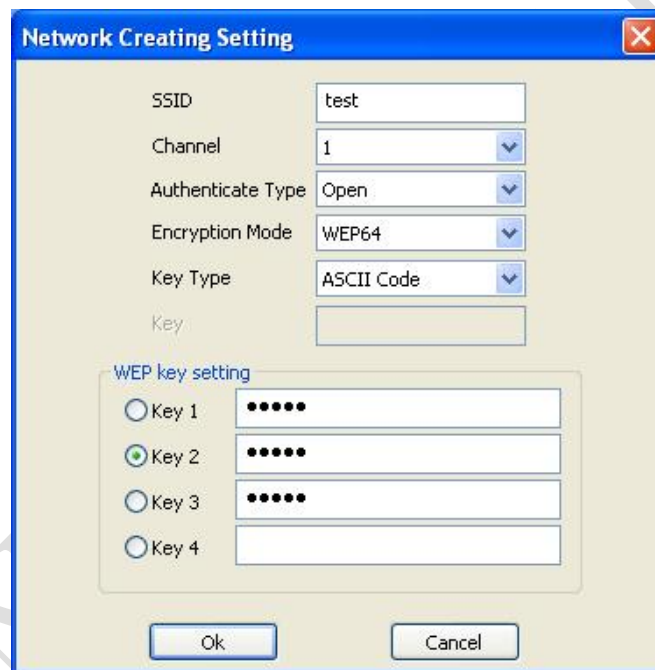 Network Creating Setting
SSID test
Channel 1
Authenticate Type Open
Encryption Mode WEP64
Key Type ASCII Code
Key
WEP key setting
Key 1 •••••
Key 2 •••••
Key 3 •••••
Key 4
Ok Cancel